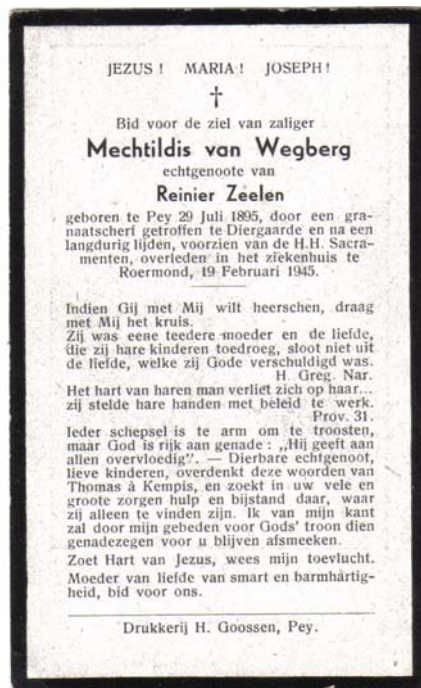 JEZUS! MARIA! JOSEPH!
†
Bid voor de ziel van zaliger
Mechtildis van Wegberg
echtgenoote van
Reinier Zeelen
geboren te Pey 29 Juli 1895, door een gra-
naatscherf getroffen te Diergaarde en na een
langdurig lijden, voorzien van de H.H. Sacra-
menten, overleden in het ziekenhuis te
Roermond, 19 Februari 1945.
Indien Gij met Mij wilt heerschen, draag
met Mij het kruis.
Zij was eene teedere moeder en de liefde,
die zij hare kinderen toedroeg, sloot niet uit
de liefde, welke zij Gode verschuldigd was.
H. Greg. Nar.
Het hart van haren man verliet zich op haar...
zij stelde hare handen met beleid te werk.
Prov. 31.
Ieder schepsel is te arm om te troosten,
maar God is rijk aan genade: „Hij geeft aan
allen overvloedig”. — Dierbare echtgenoot,
lieve kinderen, overdenkt deze woorden van
Thomas à Kempis, en zoekt in uw vele en
groote zorgen hulp en bijstand daar, waar
zij alleen te vinden zijn. Ik van mijn kant
zal door mijn gebeden voor Gods' troon dien
genadezegen voor u blijven afsmeeken.
Zoet Hart van Jezus, wees mijn toevlucht.
Moeder van liefde van smart en barmhartig-
heid, bid voor ons.
Drukkerij H. Goossen, Pey.